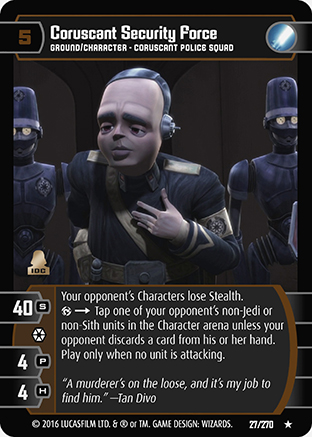 5
Coruscant Security Force
GROUND/CHARACTER - CORUSCANT POLICE SQUAD
IDC
40 S
4 P
4 H
Your opponent's Characters lose Stealth.
→ Tap one of your opponent's non-Jedi or
non-Sith units in the Character arena unless your
opponent discards a card from his or her hand.
Play only when no unit is attacking.
"A murderer's on the loose, and it's my job to
find him." —Tan Divo
© 2016 LUCASFILM LTD. & ® or TM. GAME DESIGN: WIZARDS. 27/270 ★